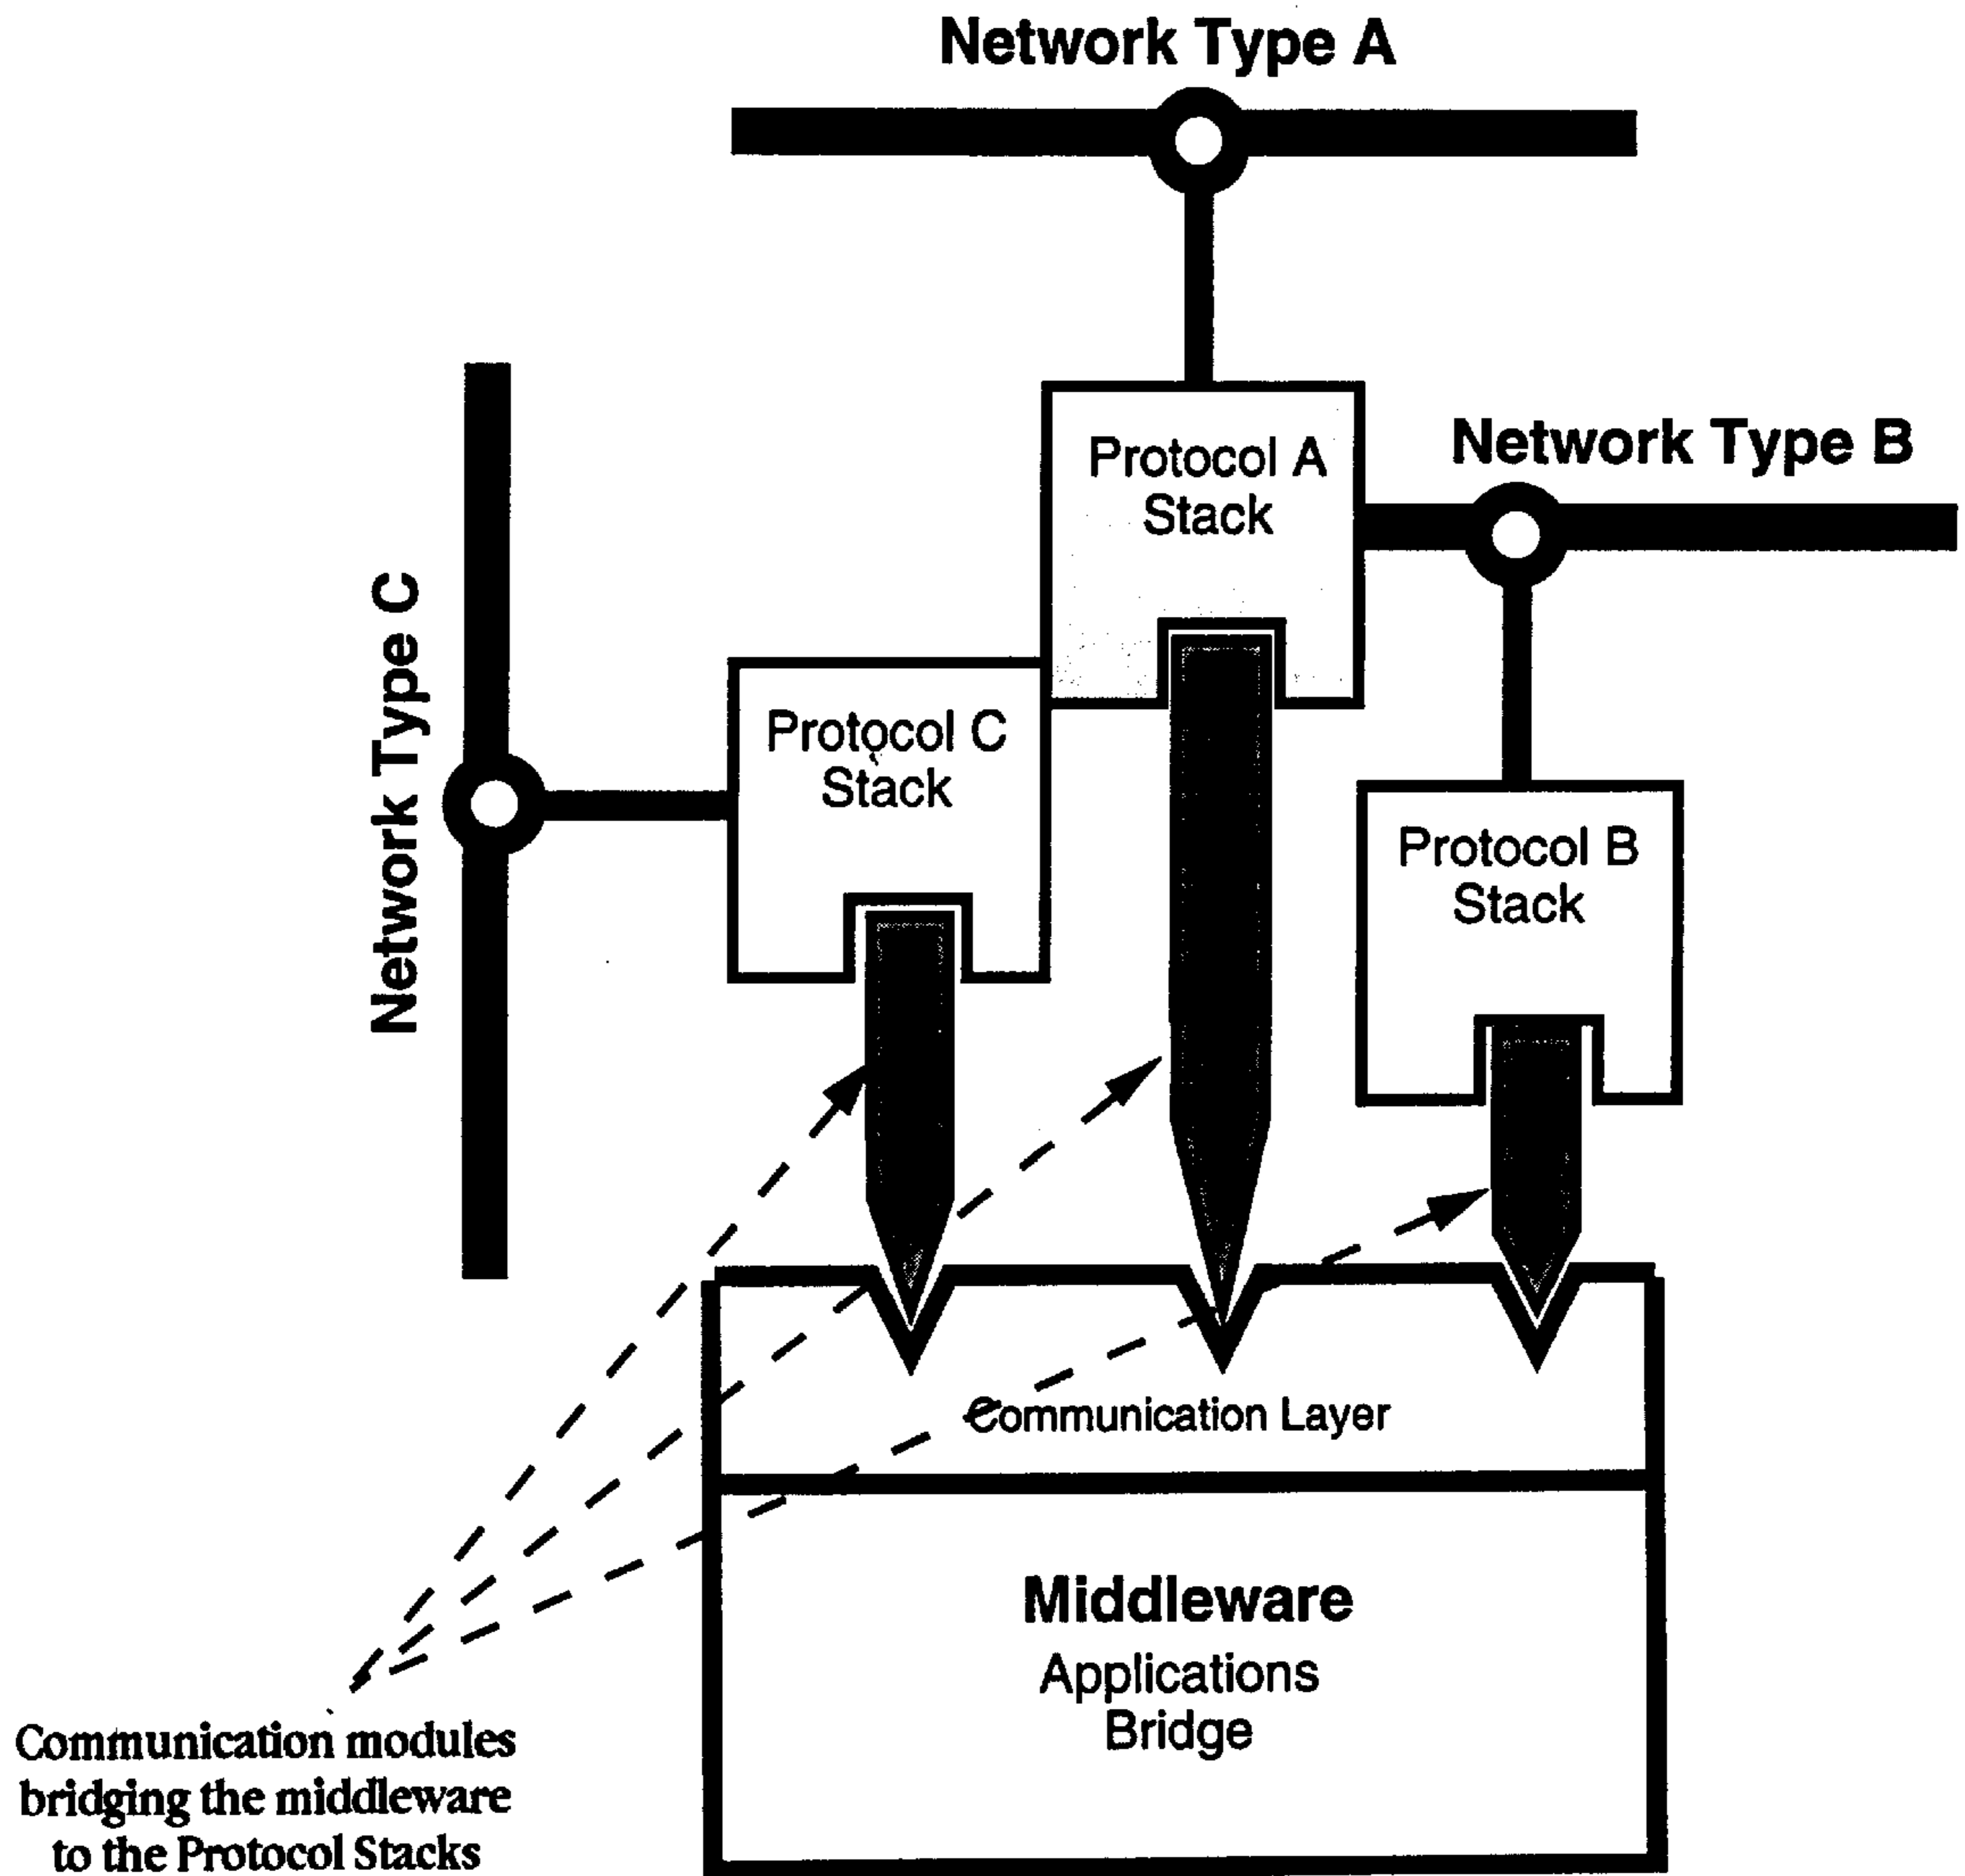 Network Type A
Protocol A
Stack
Network Type B
Network Type C
Protocol C
Stack
Protocol B
Stack
Communication Layer
Middleware
Applications
Bridge
Communication modules
bridging the middleware
to the Protocol Stacks